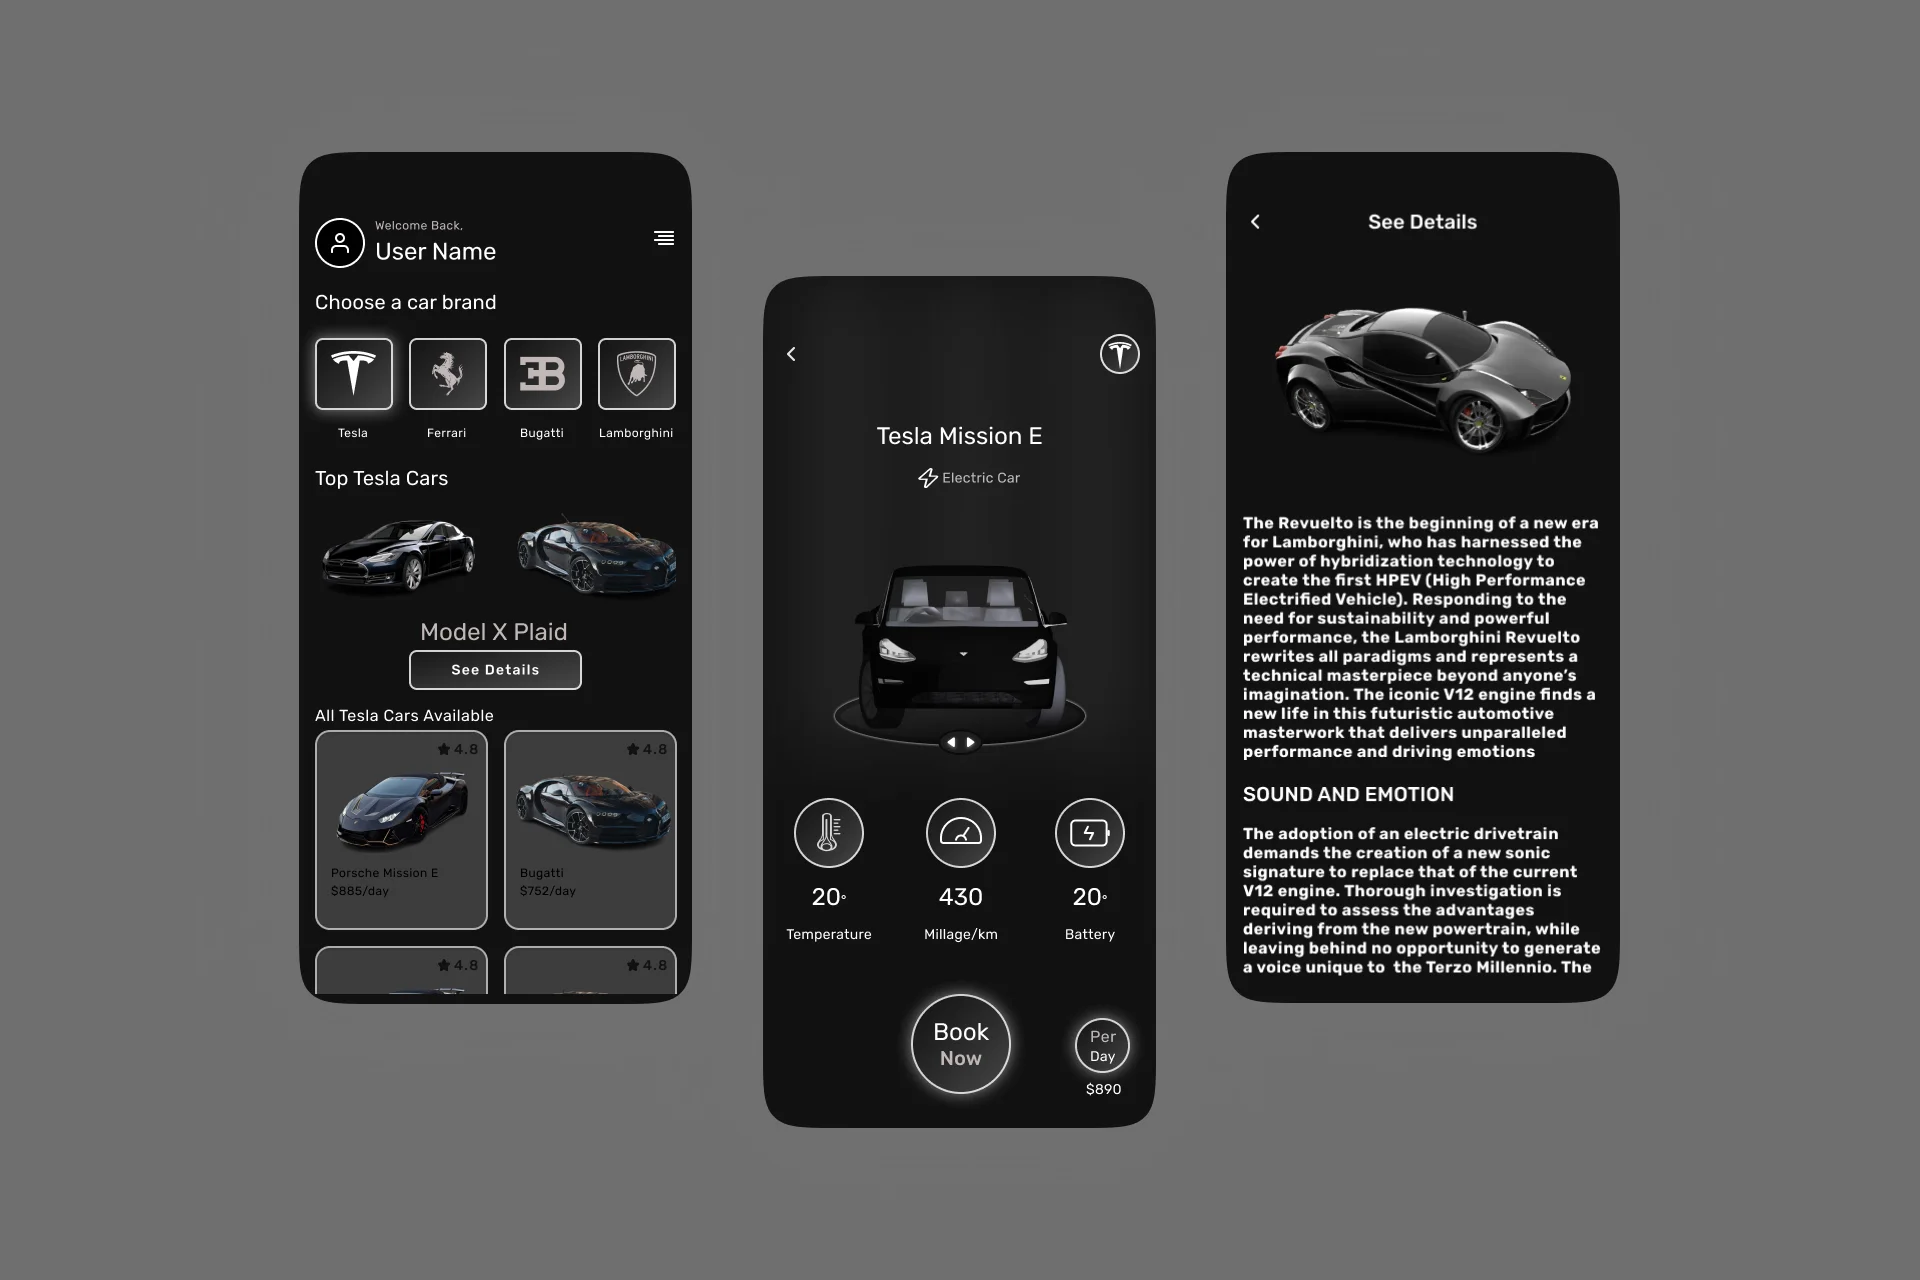 Welcome Back,
User Name
Choose a car brand
LAMBORGHINI
Tesla
Ferrari
Bugatti
Lamborghini
Top Tesla Cars
Model X Plaid
See Details
All Tesla Cars Available
4.8
4.8
Porsche Mission E
$885/day
Bugatti
$752/day
4.8
4.8
Tesla Mission E
Electric Car
20°
430
20°
Temperature
Millage/km
Battery
Book
Now
Per
Day
$890
See Details
The Revuelto is the beginning of a new era
for Lamborghini, who has harnessed the
power of hybridization technology to
create the first HPEV (High Performance
Electrified Vehicle). Responding to the
need for sustainability and powerful
performance, the Lamborghini Revuelto
rewrites all paradigms and represents a
technical masterpiece beyond anyone’s
imagination. The iconic V12 engine finds a
new life in this futuristic automotive
masterwork that delivers unparalleled
performance and driving emotions
SOUND AND EMOTION
The adoption of an electric drivetrain
demands the creation of a new sonic
signature to replace that of the current
V12 engine. Thorough investigation is
required to assess the advantages
deriving from the new powertrain, while
leaving behind no opportunity to generate
a voice unique to  the Terzo Millennio. The